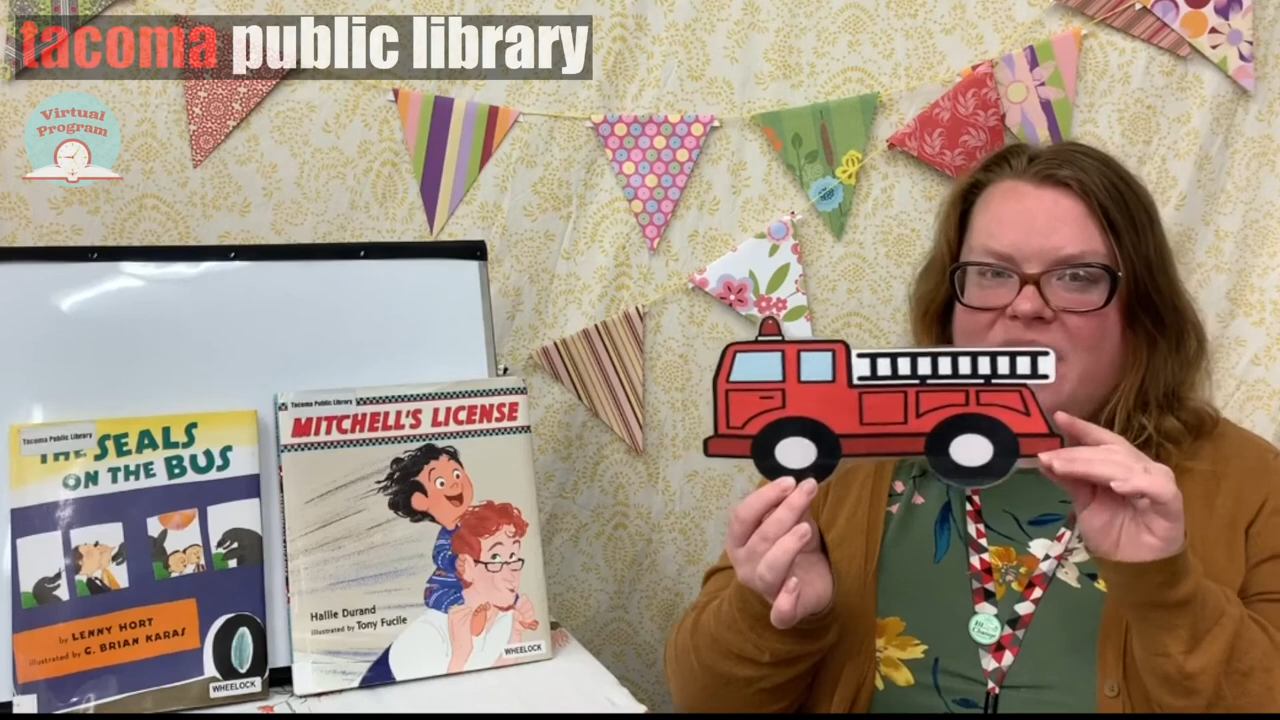 tacoma public library
Virtual
Program
Tacoma Public Library
THE SEALS
ON THE BUS
by LENNY HORT
illustrated by G. BRIAN KARAS
WHEELOCK
Tacoma Public Library
MITCHELL'S LICENSE
Hallie Durand
illustrated by Tony Fucile
WHEELOCK
Change